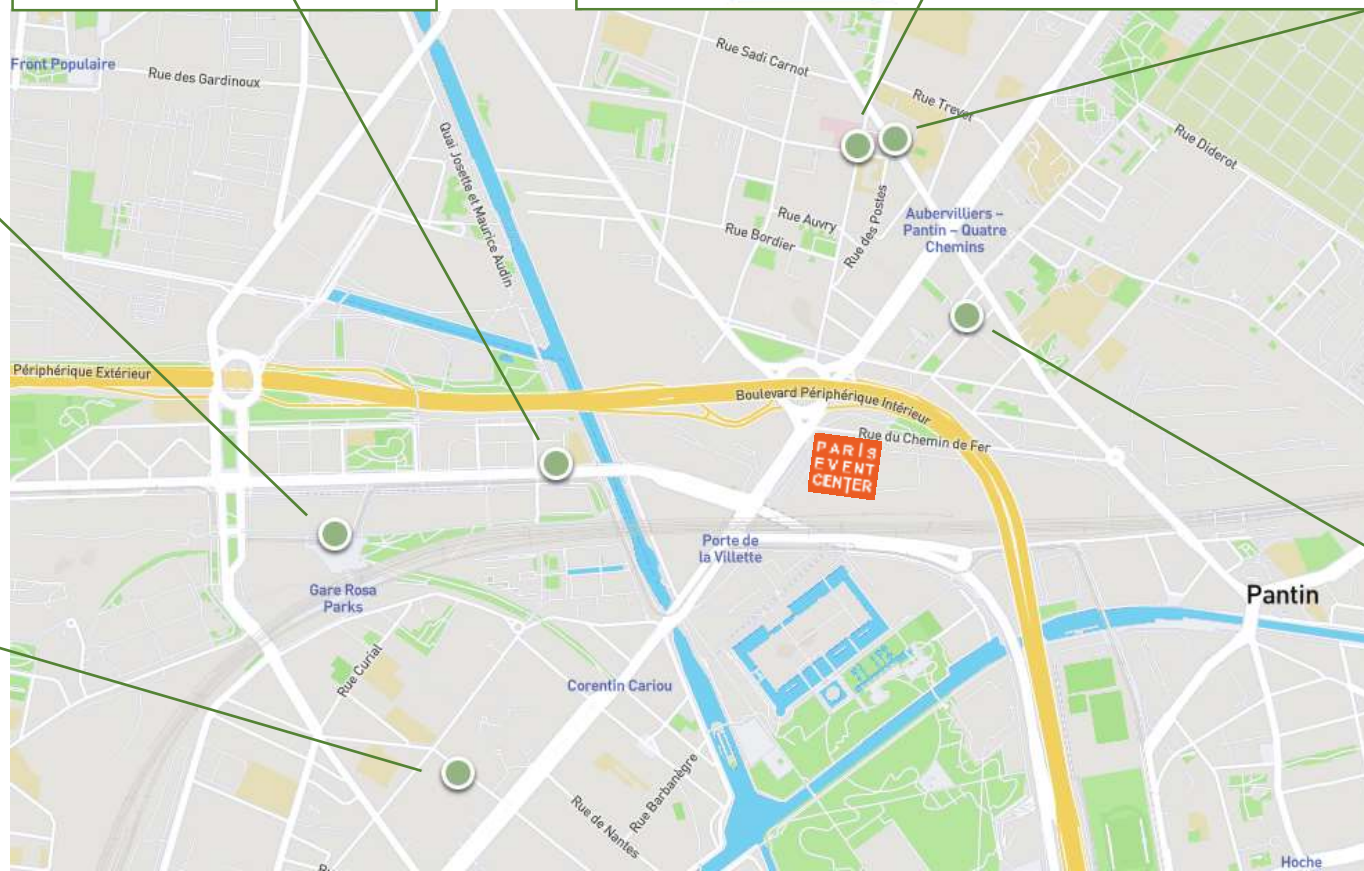 Front Populaire
Rue des Gardinoux
Rue Sadi Carnot
Rue Trevet
Rue Diderot
Quai Josette et Maurice Audin
Rue Auvry
Rue Bordier
Rue des Postes
Aubervilliers –
Pantin – Quatre
Chemins
Périphérique Extérieur
Boulevard Périphérique Intérieur
Rue du Chemin de Fer
PARIS
EVENT
CENTER
Porte de
la Villette
Gare Rosa
Parks
Pantin
Rue Curial
Corentin Cariou
Rue Barbanègre
Rue de Nantes
Hoche